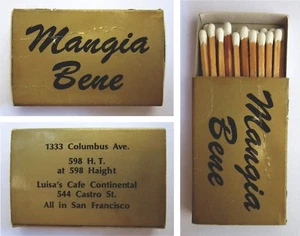 Mangia
Bene
1333 Columbus Ave.
598 H. T.
at 598 Haight
Luisa's Cafe Continental
544 Castro St.
All in San Francisco
Mangia
Bene